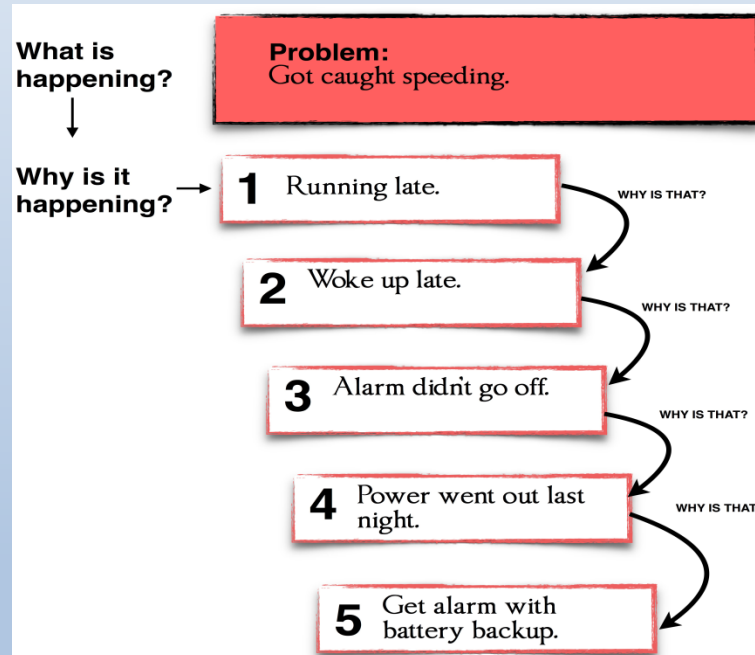 What is
happening?
Problem:
Got caught speeding.
Why is it
happening?
1 Running late.
WHY IS THAT?
2 Woke up late.
WHY IS THAT?
3 Alarm didn't go off.
WHY IS THAT?
4 Power went out last
night.
WHY IS THAT
5 Get alarm with
battery backup.